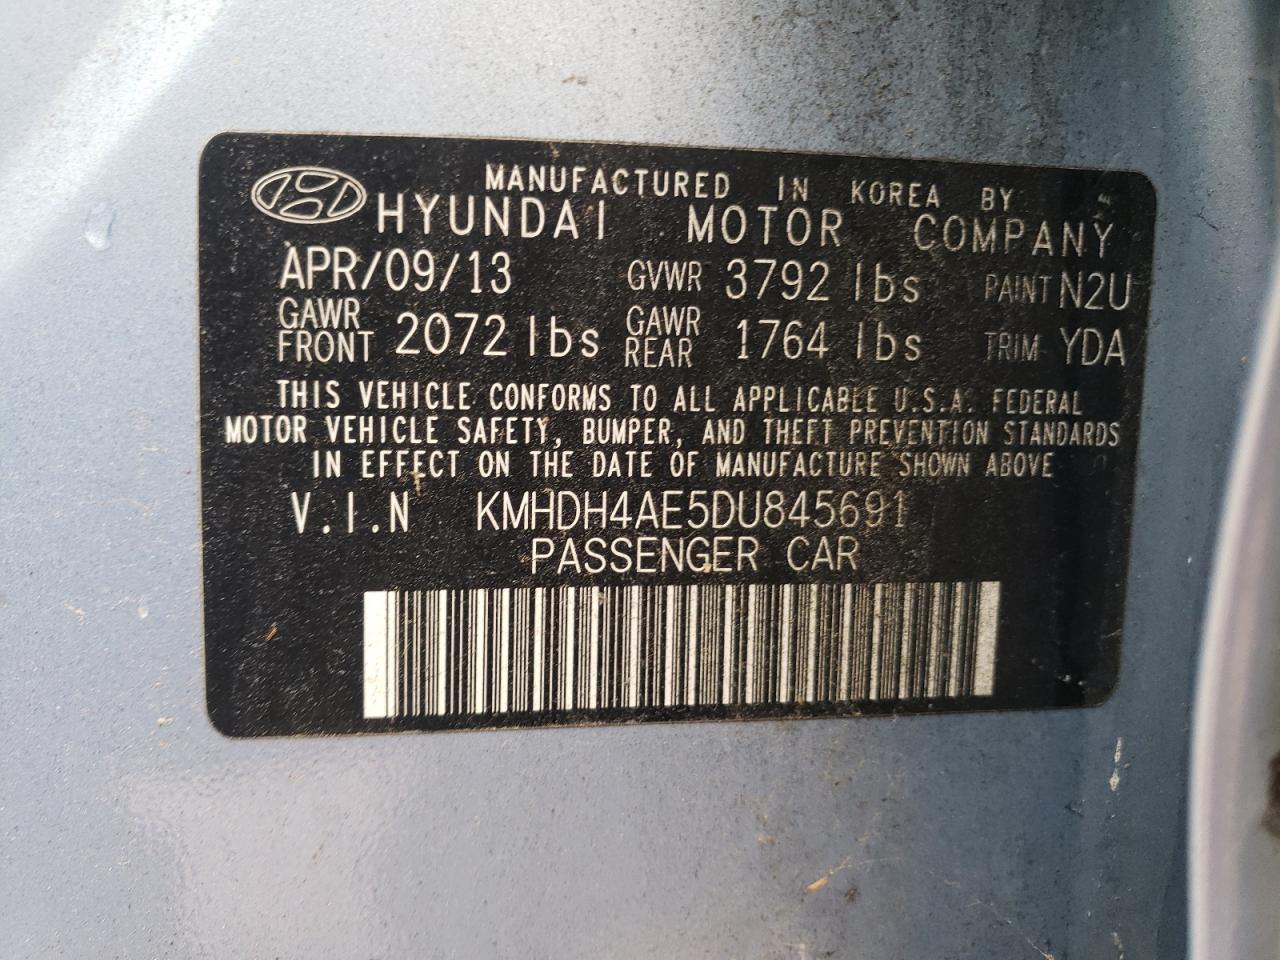 MANUFACTURED IN KOREA BY
HYUNDAI MOTOR COMPANY
APR/09/13 GVWR 3792 lbs PAINT N2U
GAWR FRONT 2072 lbs GAWR REAR 1764 lbs TRIM YDA
THIS VEHICLE CONFORMS TO ALL APPLICABLE U.S.A. FEDERAL
MOTOR VEHICLE SAFETY, BUMPER, AND THEFT PREVENTION STANDARDS
IN EFFECT ON THE DATE OF MANUFACTURE SHOWN ABOVE
V.I.N KMHDH4AE5DU845691
PASSENGER CAR